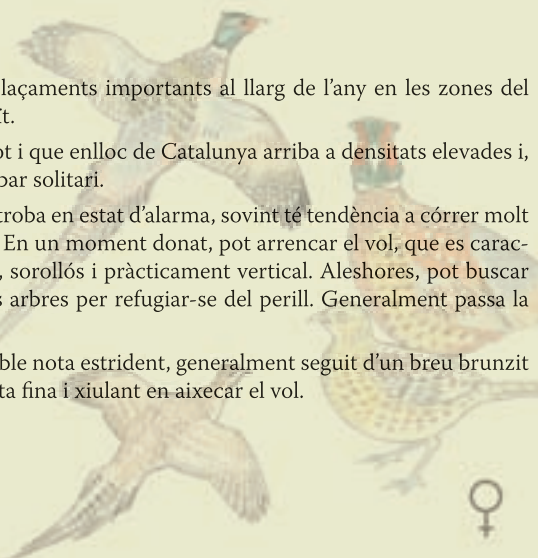 laçaments importants al llarg de l’any en les zones del
ït.
ot i que enlloc de Catalunya arriba a densitats elevades i,
bar solitari.
troba en estat d’alarma, sovint té tendència a córrer molt
En un moment donat, pot arrencar el vol, que es carac-
, sorollós i pràcticament vertical. Aleshores, pot buscar
s arbres per refugiar-se del perill. Generalment passa la
ble nota estrident, generalment seguit d’un breu brunzit
ta fina i xiulant en aixecar el vol.
♀